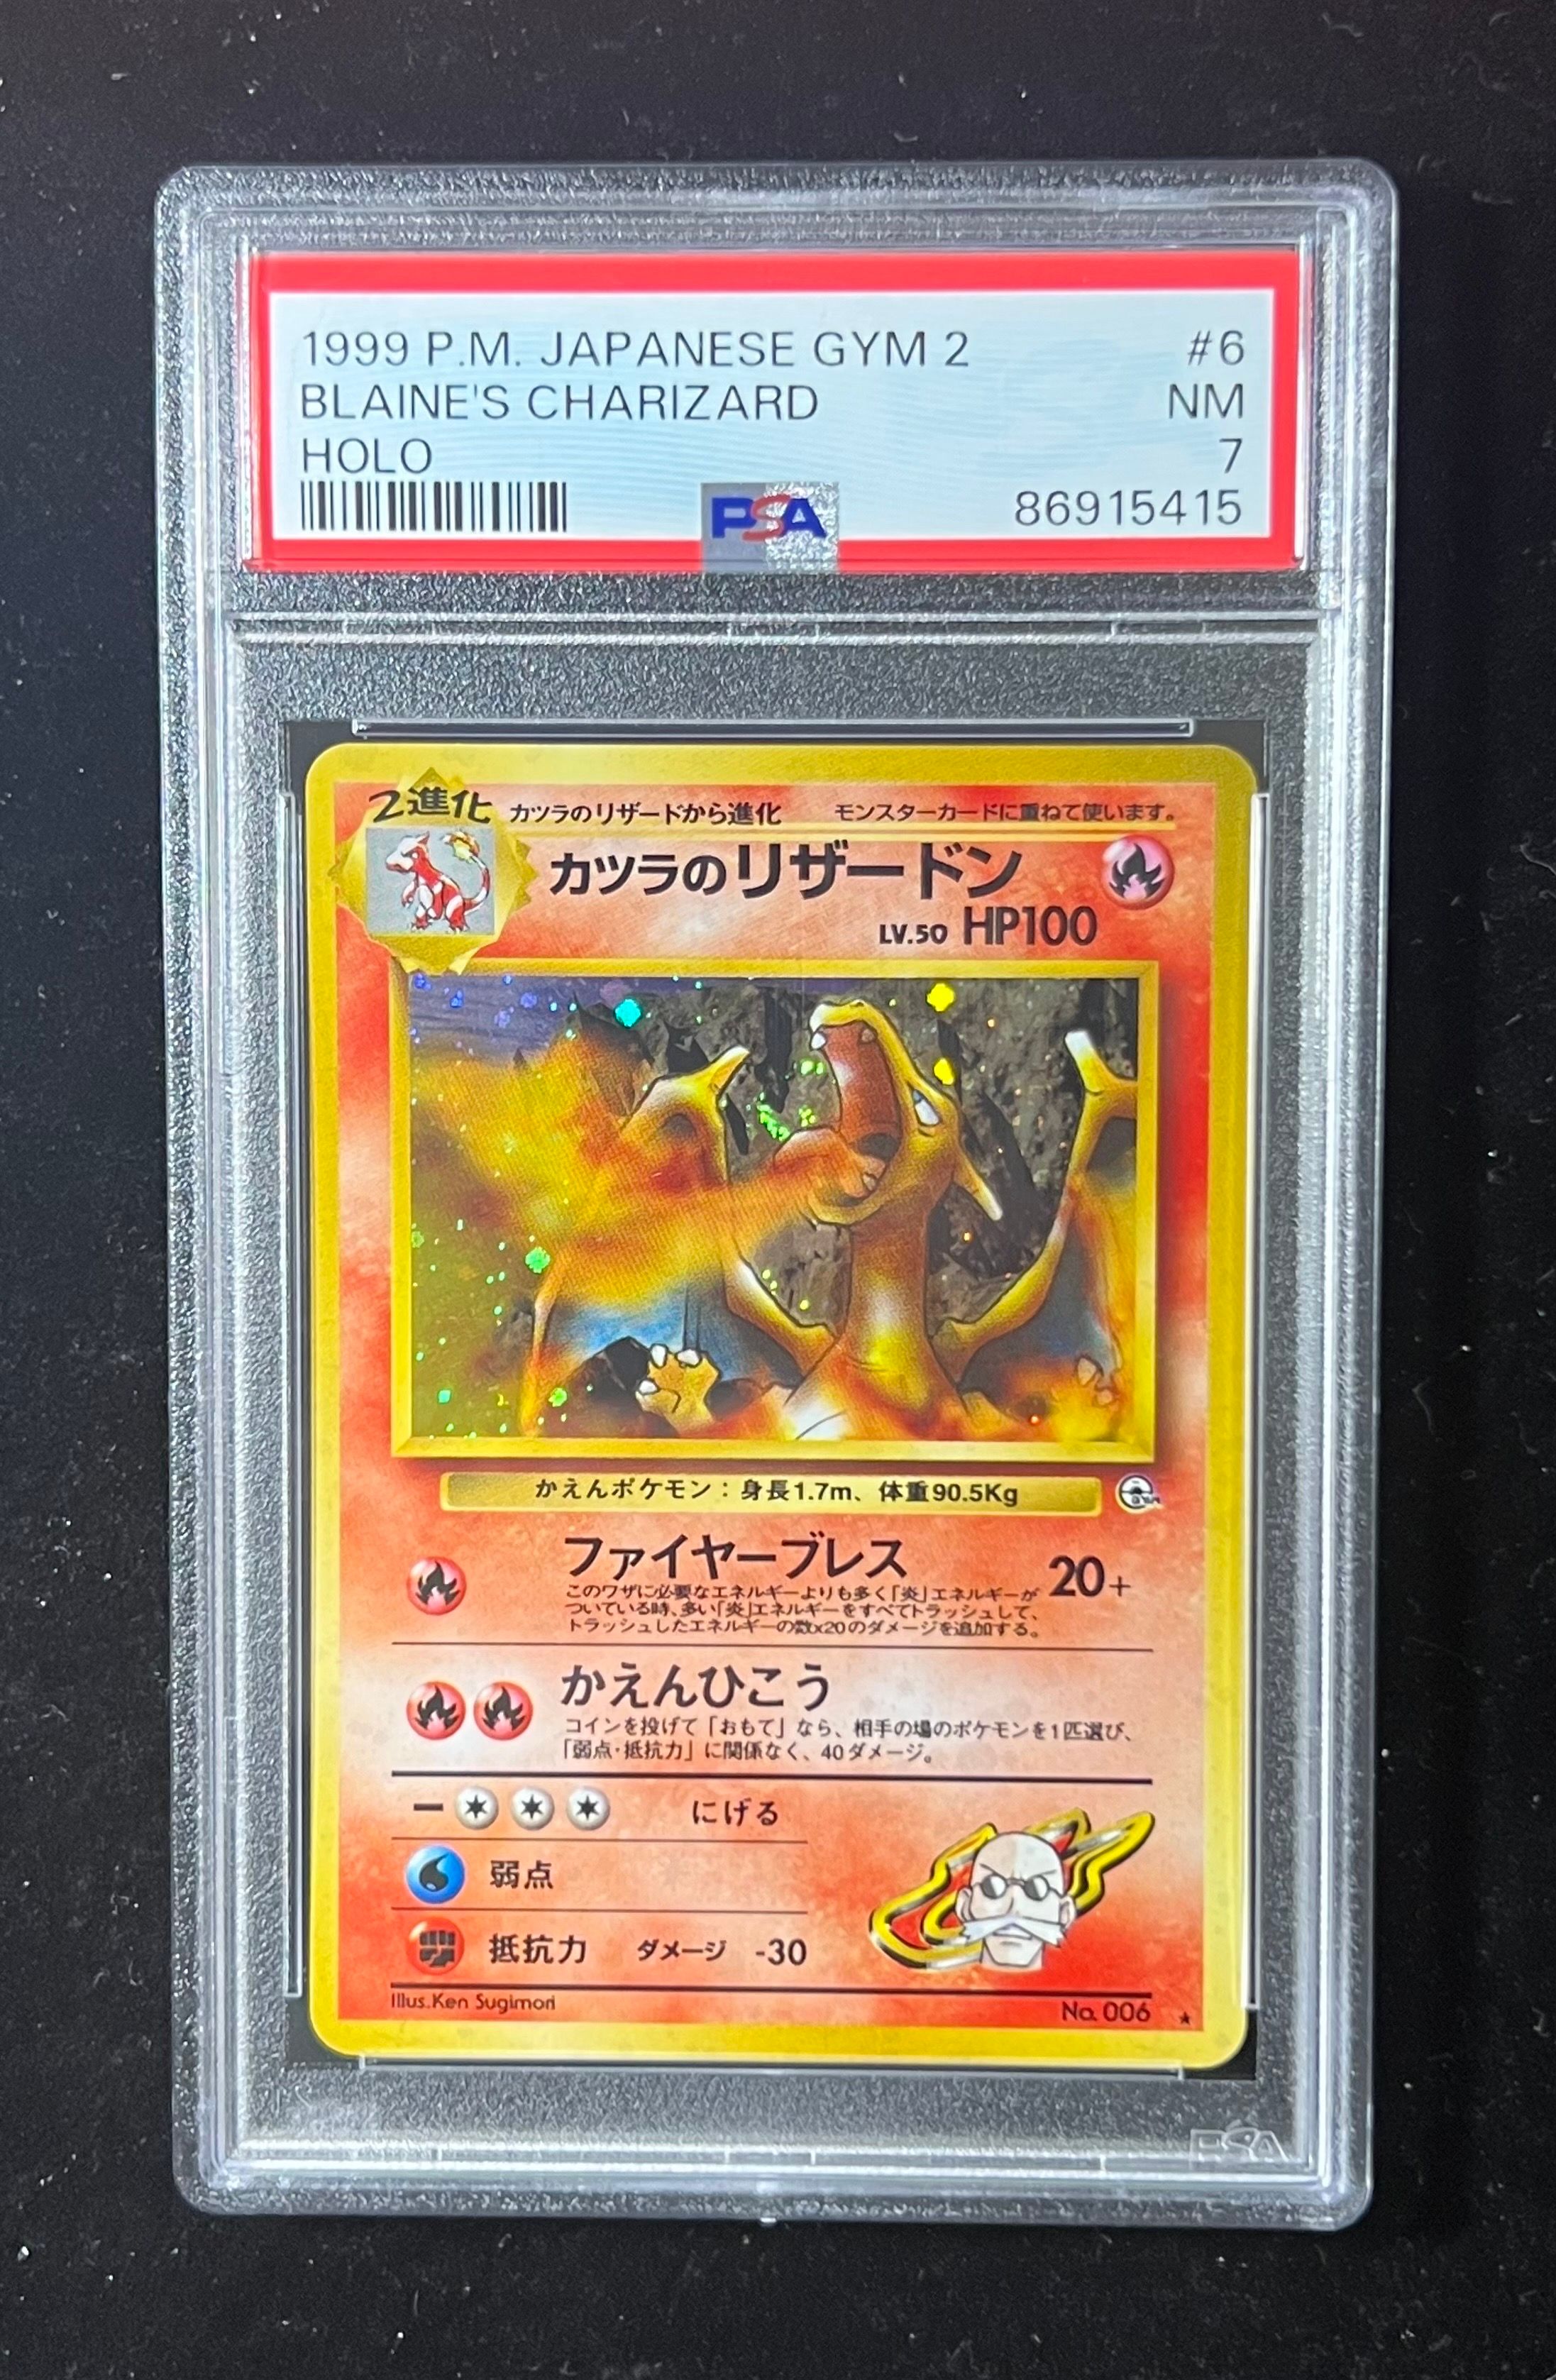 1999 P.M. JAPANESE GYM 2 #6
BLAINE'S CHARIZARD NM
HOLO 7
PSA 86915415
2進化 カツラのリザードから進化 モンスターカードに重ねて使います。
カツラのリザードン
LV.50 HP100
かえんポケモン:身長1.7m、体重90.5Kg
ファイヤーブレス 20+
このワザに必要なエネルギーよりも多く「炎」エネルギーが
ついている時、多い「炎」エネルギーをすべてトラッシュして、
トラッシュしたエネルギーの数x20のダメージを追加する。
かえんひこう
コインを投げて「おもて」なら、相手の場のポケモンを1匹選び、
「弱点・抵抗力」に関係なく、40ダメージ。
にげる
弱点
抵抗力 ダメージ -30
Illus.Ken Sugimori No.006 ★
PSA